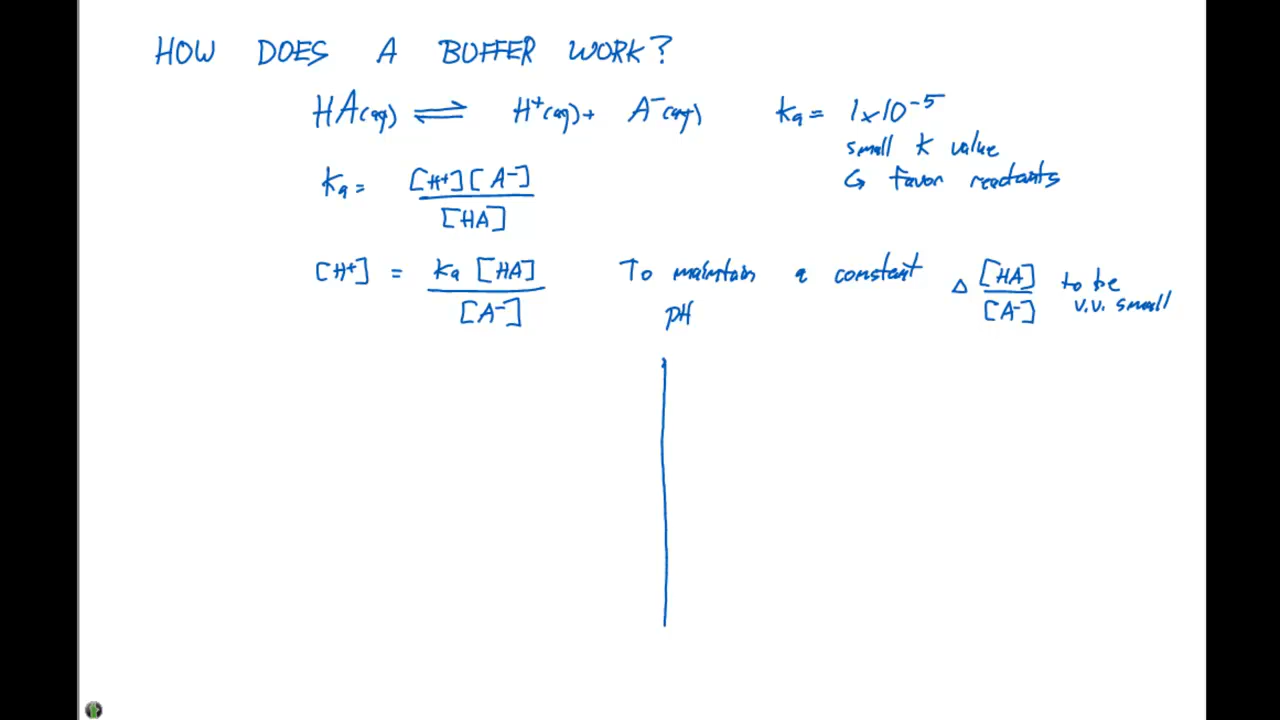 HOW DOES A BUFFER WORK?
HA(aq) ⇌ H⁺(aq) + A⁻(aq) Ka = 1×10⁻⁵
small K value
↳ favor reactants
Ka = [H⁺][A⁻]
[HA]
[H⁺] = Ka [HA]
[A⁻]
To maintain a constant
pH
Δ [HA] to be
[A⁻] v.v. small